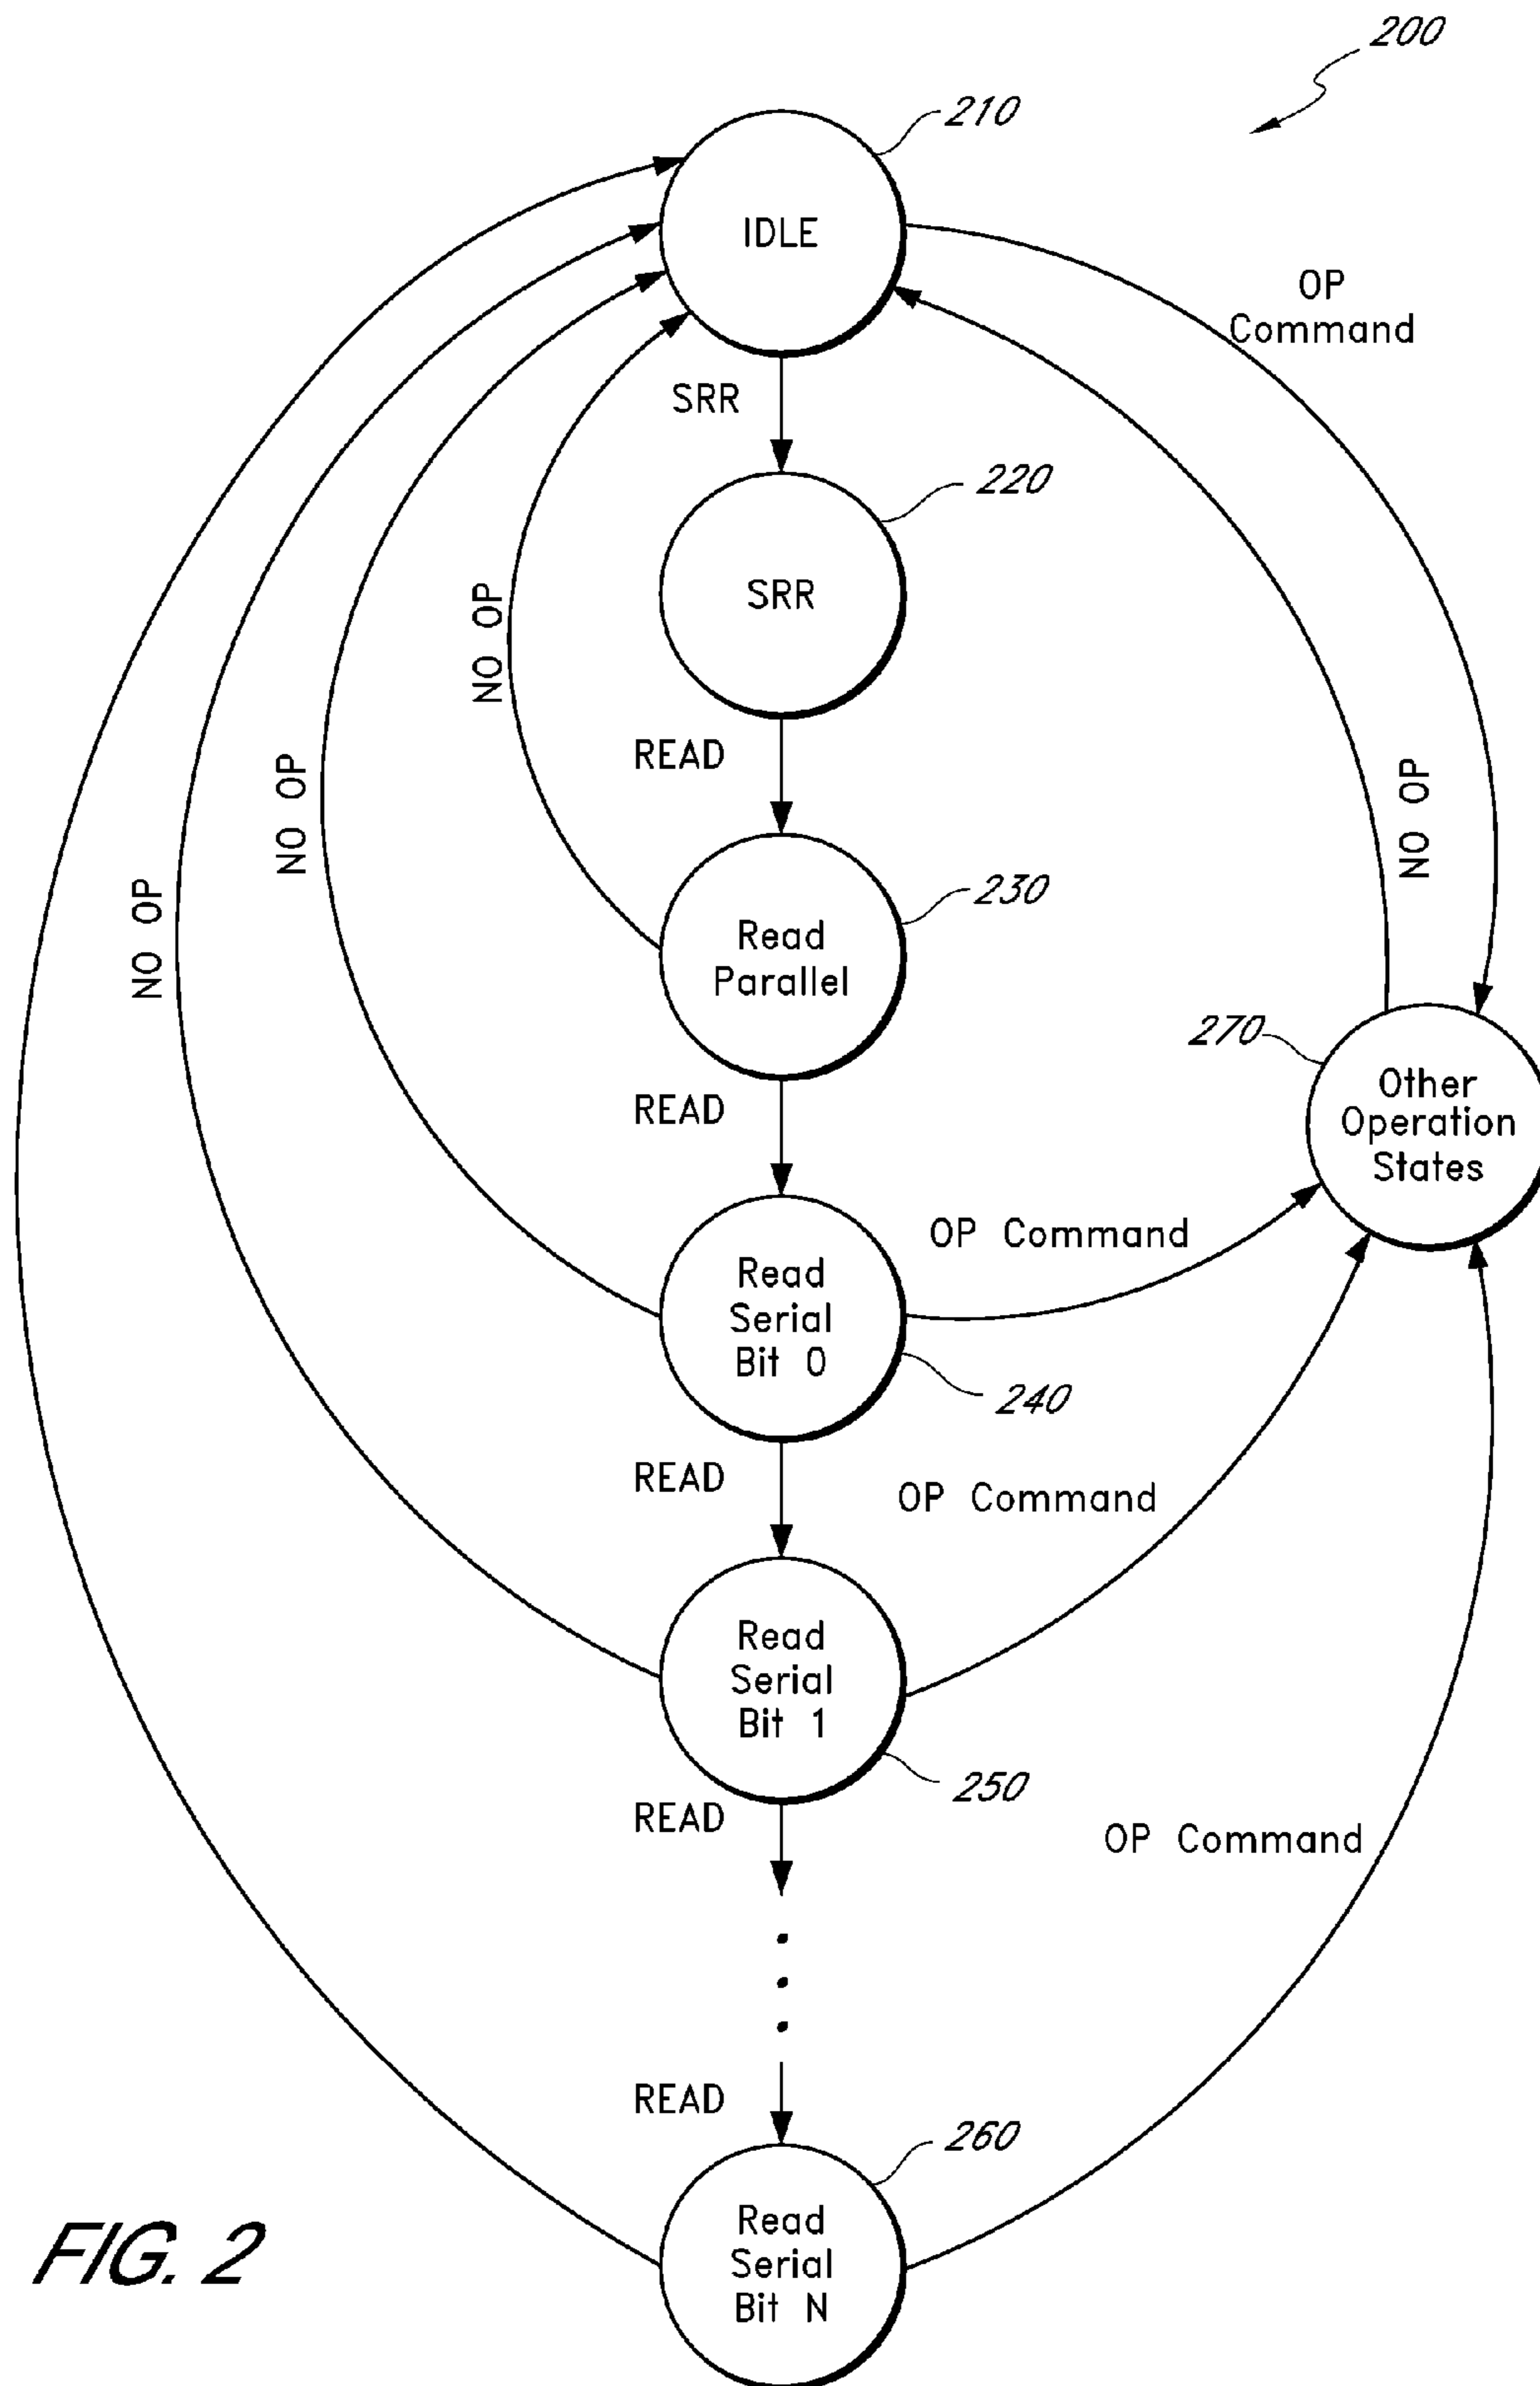 200
210
IDLE
OP
Command
SRR
220
SRR
NO OP
READ
NO OP
NO OP
NO OP
230
Read
Parallel
270
Other
Operation
States
READ
OP Command
Read
Serial
Bit 0
240
READ
OP Command
Read
Serial
Bit 1
250
READ
OP Command
READ
260
Read
Serial
Bit N
FIG. 2